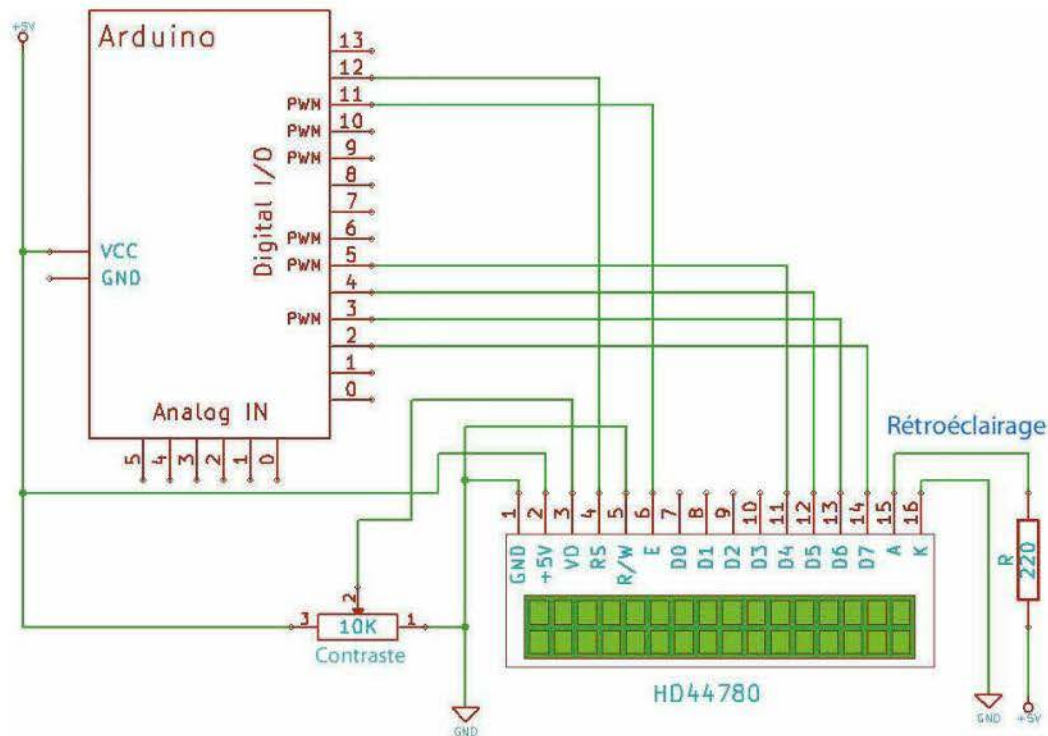 +5V
Arduino
13
12
PWM 11
PWM 10
PWM 9
8
7
PWM 6
PWM 5
4
PWM 3
2
1
0
Digital I/O
VCC
GND
Analog IN
5 4 3 2 1 0
Rétroéclairage
1 2 3 4 5 6 7 8 9 10 11 12 13 14 15 16
GND +5V VO RS R/W E D0 D1 D2 D3 D4 D5 D6 D7 A K
R
220
2
3 10K 1
Contraste
HD44780
GND
GND
+5V